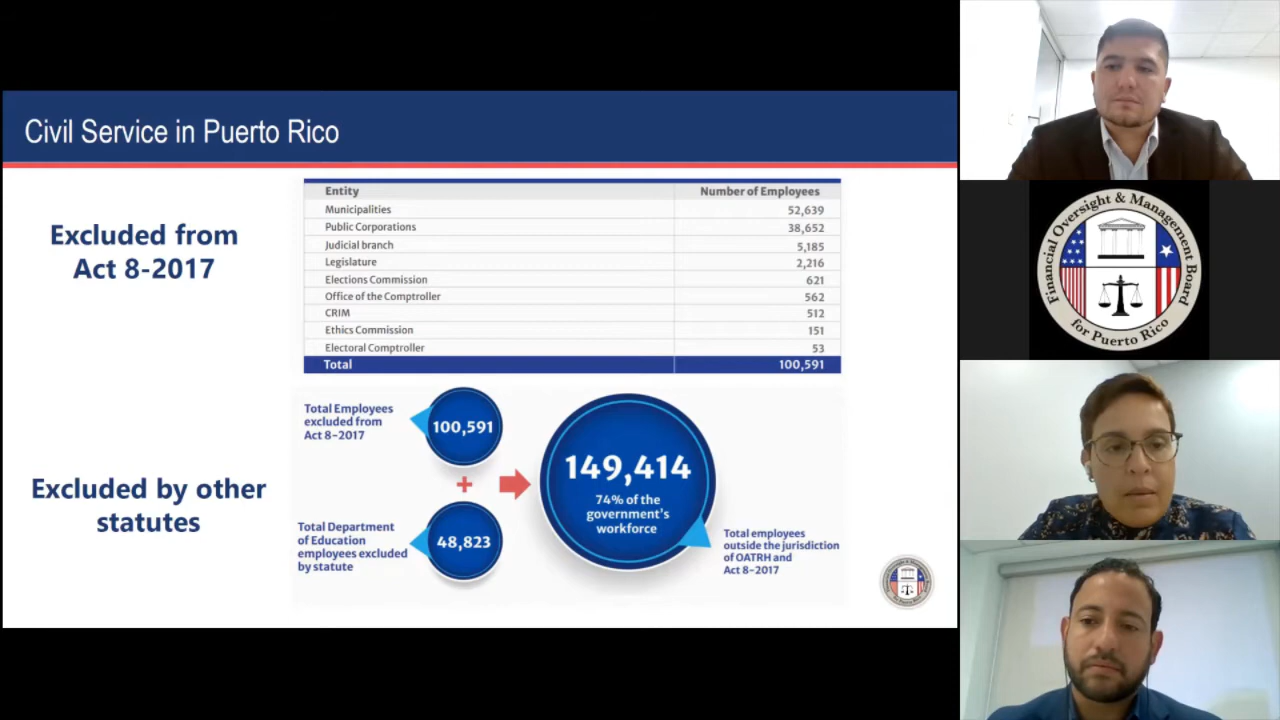 Civil Service in Puerto Rico
Excluded from
Act 8-2017
Entity Number of Employees
Municipalities 52,639
Public Corporations 38,652
Judicial branch 5,185
Legislature 2,216
Elections Commission 621
Office of the Comptroller 562
CRIM 512
Ethics Commission 151
Electoral Comptroller 53
Total 100,591
Excluded by other
statutes
Total Employees
excluded from
Act 8-2017
100,591
+
Total Department
of Education
employees excluded
by statute
48,823
149,414
74% of the
government's
workforce
Total employees
outside the jurisdiction
of OATRH and
Act 8-2017
Financial Oversight & Management Board
for Puerto Rico